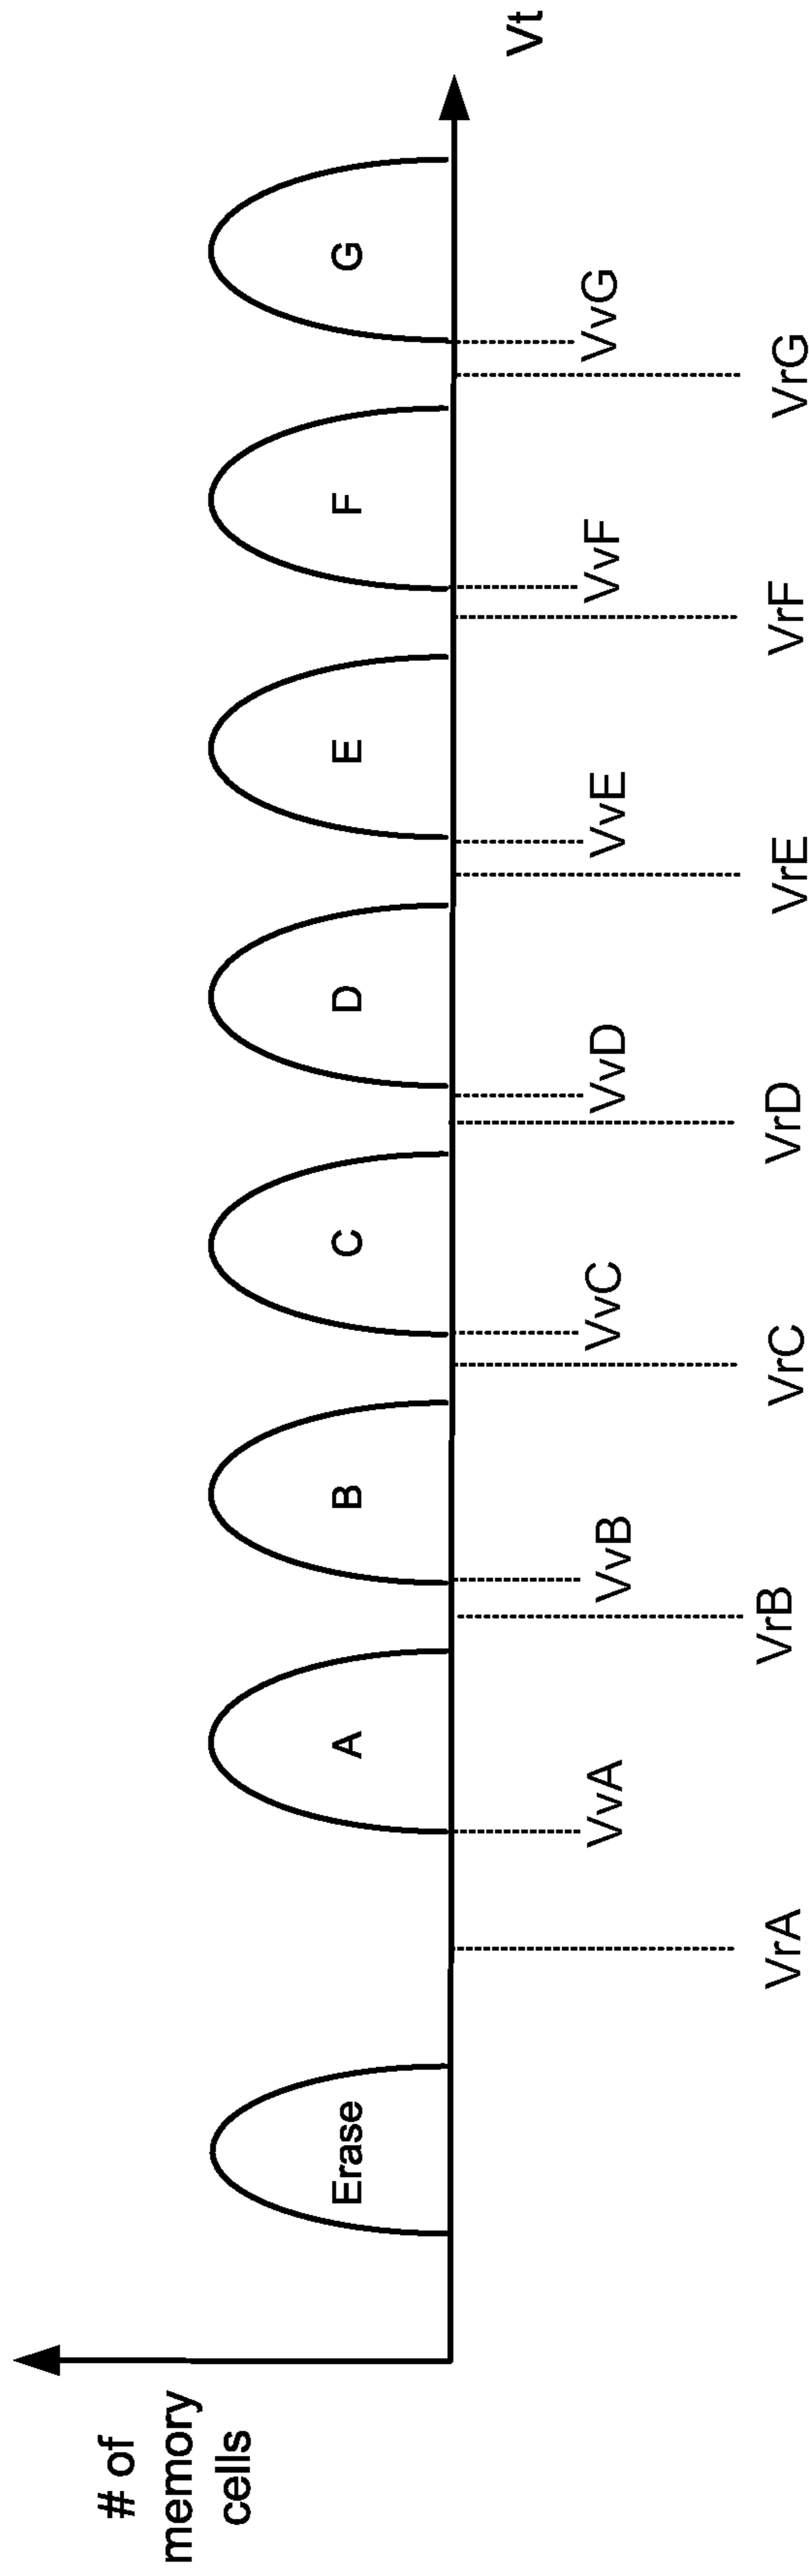 # of
memory
cells
Erase
A
B
C
D
E
F
G
Vt
VvA
VvB
VvC
VvD
VvE
VvF
VvG
VrA
VrB
VrC
VrD
VrE
VrF
VrG